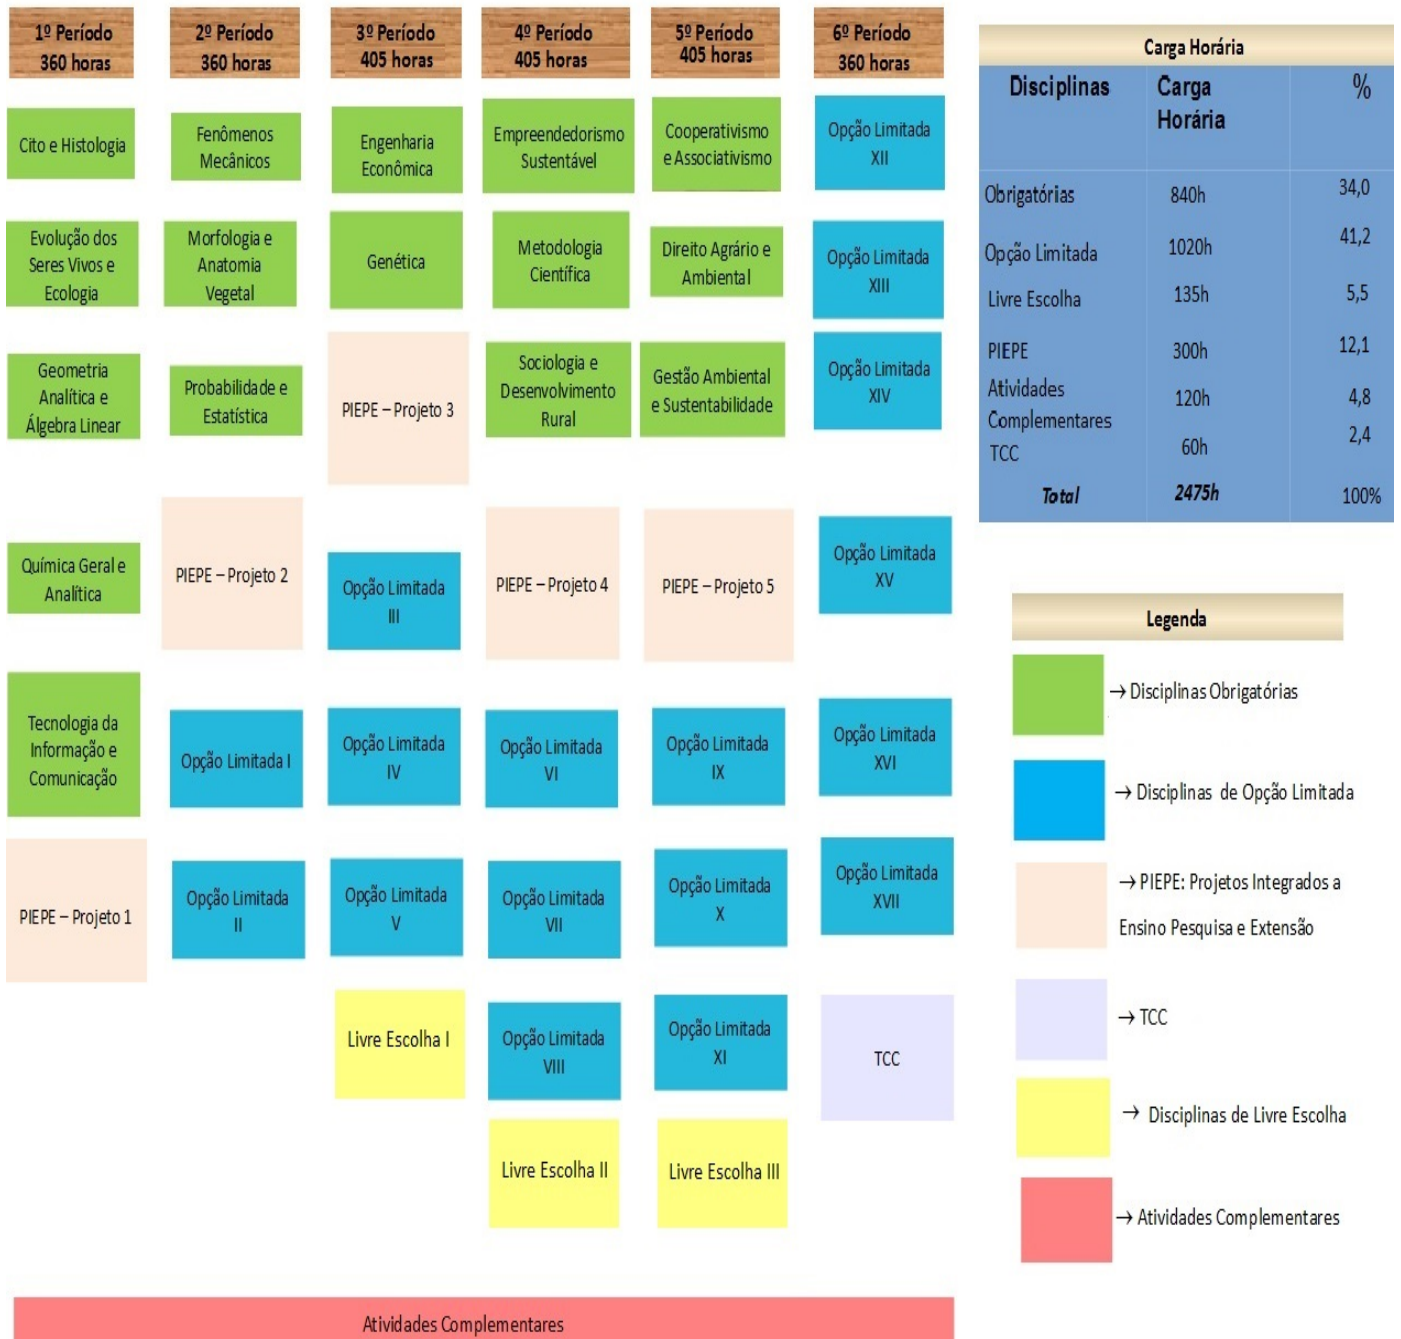 1º Período
360 horas
2º Período
360 horas
3º Período
405 horas
4º Período
405 horas
5º Período
405 horas
6º Período
360 horas
Cito e Histologia
Fenômenos
Mecânicos
Engenharia
Econômica
Empreendedorismo
Sustentável
Cooperativismo
e Associativismo
Opção Limitada
XII
Evolução dos
Seres Vivos e
Ecologia
Morfologia e
Anatomia
Vegetal
Genética
Metodologia
Científica
Direito Agrário e
Ambiental
Opção Limitada
XIII
Geometria
Analítica e
Álgebra Linear
Probabilidade e
Estatística
PIEPE – Projeto 3
Sociologia e
Desenvolvimento
Rural
Gestão Ambiental
e Sustentabilidade
Opção Limitada
XIV
Química Geral e
Analítica
PIEPE – Projeto 2
Opção Limitada
III
PIEPE – Projeto 4
PIEPE – Projeto 5
Opção Limitada
XV
Tecnologia da
Informação e
Comunicação
Opção Limitada I
Opção Limitada
IV
Opção Limitada
VI
Opção Limitada
IX
Opção Limitada
XVI
PIEPE – Projeto 1
Opção Limitada
II
Opção Limitada
V
Opção Limitada
VII
Opção Limitada
X
Opção Limitada
XVII
Livre Escolha I
Opção Limitada
VIII
Opção Limitada
XI
TCC
Livre Escolha II
Livre Escolha III
Atividades Complementares
Carga Horária
Disciplinas Carga Horária %
Obrigatórias 840h 34,0
Opção Limitada 1020h 41,2
Livre Escolha 135h 5,5
PIEPE 300h 12,1
Atividades Complementares 120h 4,8
TCC 60h 2,4
Total 2475h 100%
Legenda
→ Disciplinas Obrigatórias
→ Disciplinas de Opção Limitada
→ PIEPE: Projetos Integrados a
Ensino Pesquisa e Extensão
→ TCC
→ Disciplinas de Livre Escolha
→ Atividades Complementares